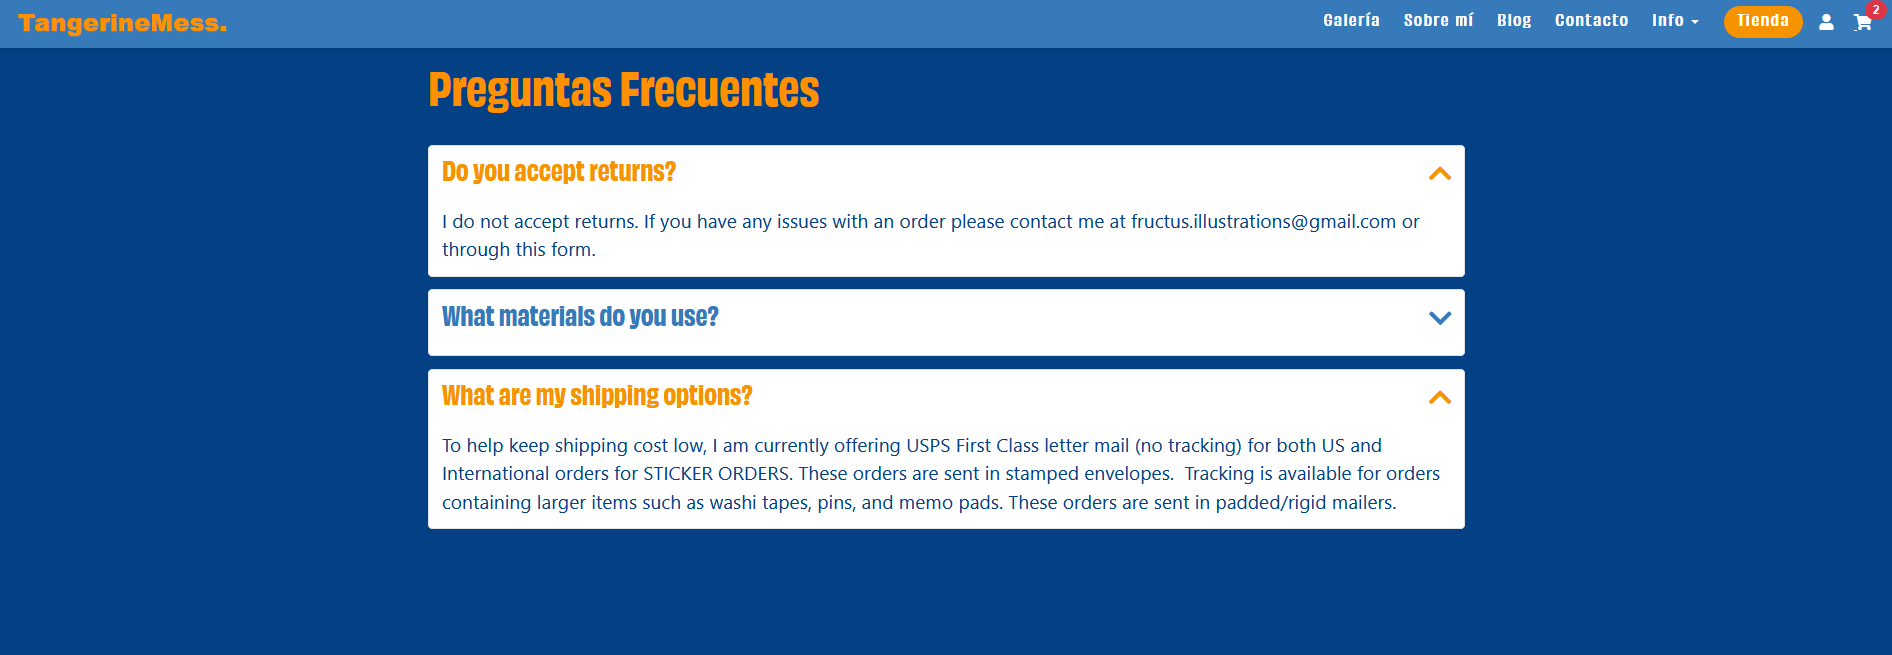 TangerineMess.
Galería Sobre mí Blog Contacto Info Tienda 2
Preguntas Frecuentes
Do you accept returns?
I do not accept returns. If you have any issues with an order please contact me at fructus.illustrations@gmail.com or
through this form.
What materials do you use?
What are my shipping options?
To help keep shipping cost low, I am currently offering USPS First Class letter mail (no tracking) for both US and
International orders for STICKER ORDERS. These orders are sent in stamped envelopes.  Tracking is available for orders
containing larger items such as washi tapes, pins, and memo pads. These orders are sent in padded/rigid mailers.